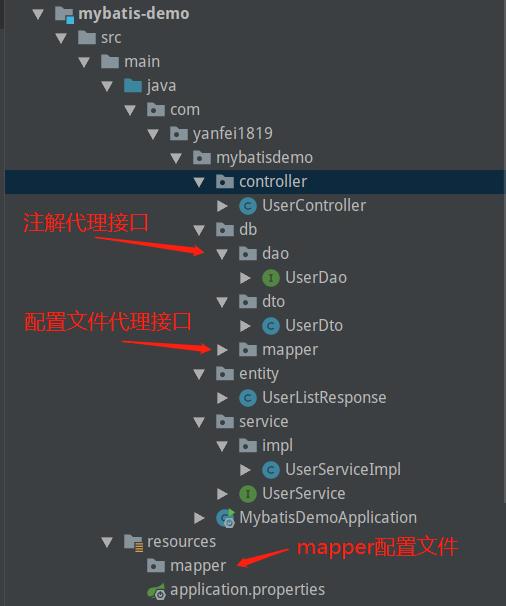 mybatis-demo
src
main
java
com
yanfei1819
mybatisdemo
controller
UserController
注解代理接口
db
dao
UserDao
dto
配置文件代理接口
UserDto
mapper
entity
UserListResponse
service
impl
UserServiceImpl
UserService
MybatisDemoApplication
resources
mapper配置文件
mapper
application.properties